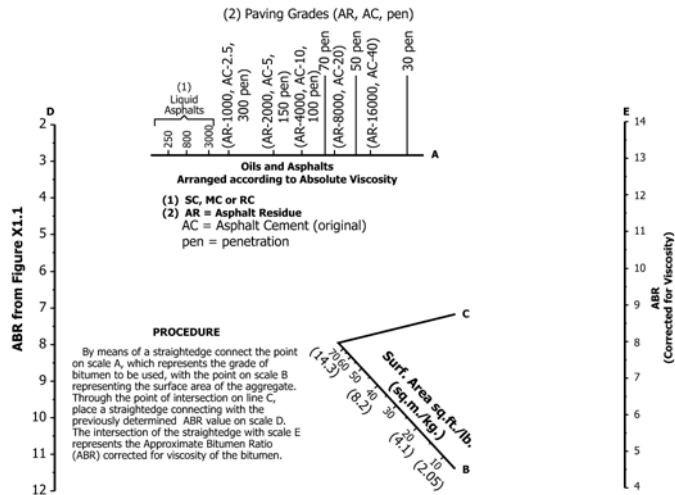 (2) Paving Grades (AR, AC, pen)
(1)
Liquid
Asphalts
250
800
3000
(AR-1000, AC-2.5,
300 pen)
(AR-2000, AC-5,
150 pen)
(AR-4000, AC-10,
100 pen)
70 pen
(AR-8000, AC-20)
50 pen
(AR-16000, AC-40)
30 pen
A
Oils and Asphalts
Arranged according to Absolute Viscosity
(1) SC, MC or RC
(2) AR = Asphalt Residue
AC = Asphalt Cement (original)
pen = penetration
D
2
3
4
5
6
7
8
9
10
11
12
ABR from Figure X1.1
PROCEDURE
By means of a straightedge connect the point
on scale A, which represents the grade of
bitumen to be used, with the point on scale B
representing the surface area of the aggregate.
Through the point of intersection on line C,
place a straightedge connecting with the
previously determined ABR value on scale D.
The intersection of the straightedge with scale E
represents the Approximate Bitumen Ratio
(ABR) corrected for viscosity of the bitumen.
C
70
60
50
40
30
20
10
(14.3)
(8.2)
(4.1)
(2.05)
Surf. Area sq.ft./lb.
(sq.m./kg.)
B
E
14
13
12
11
10
9
8
7
6
5
4
ABR
(Corrected for Viscosity)